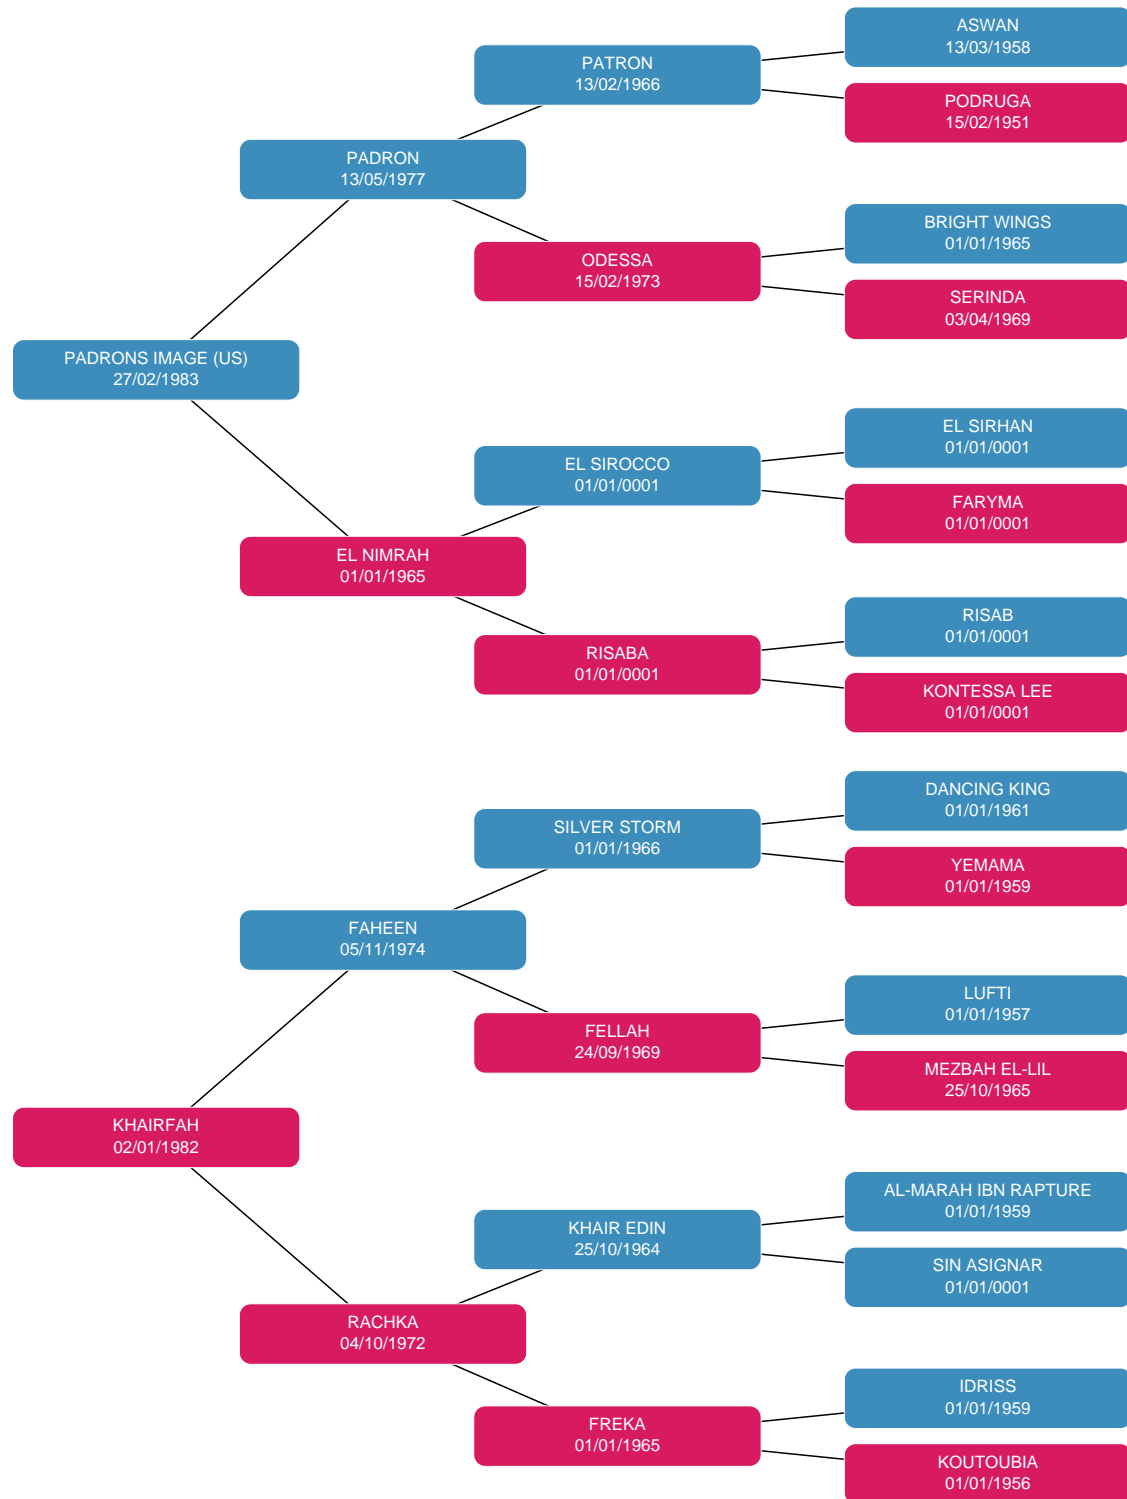 ASWAN
13/03/1958
PATRON
13/02/1966
PODRUGA
15/02/1951
PADRON
13/05/1977
BRIGHT WINGS
01/01/1965
ODESSA
15/02/1973
SERINDA
03/04/1969
PADRONS IMAGE (US)
27/02/1983
EL SIRHAN
01/01/0001
EL SIROCCO
01/01/0001
FARYMA
01/01/0001
EL NIMRAH
01/01/1965
RISAB
01/01/0001
RISABA
01/01/0001
KONTESSA LEE
01/01/0001
DANCING KING
01/01/1961
SILVER STORM
01/01/1966
YEMAMA
01/01/1959
FAHEEN
05/11/1974
LUFTI
01/01/1957
FELLAH
24/09/1969
MEZBAH EL-LIL
25/10/1965
KHAIRFAH
02/01/1982
AL-MARAH IBN RAPTURE
01/01/1959
KHAIR EDIN
25/10/1964
SIN ASIGNAR
01/01/0001
RACHKA
04/10/1972
IDRISS
01/01/1959
FREKA
01/01/1965
KOUTOUBIA
01/01/1956